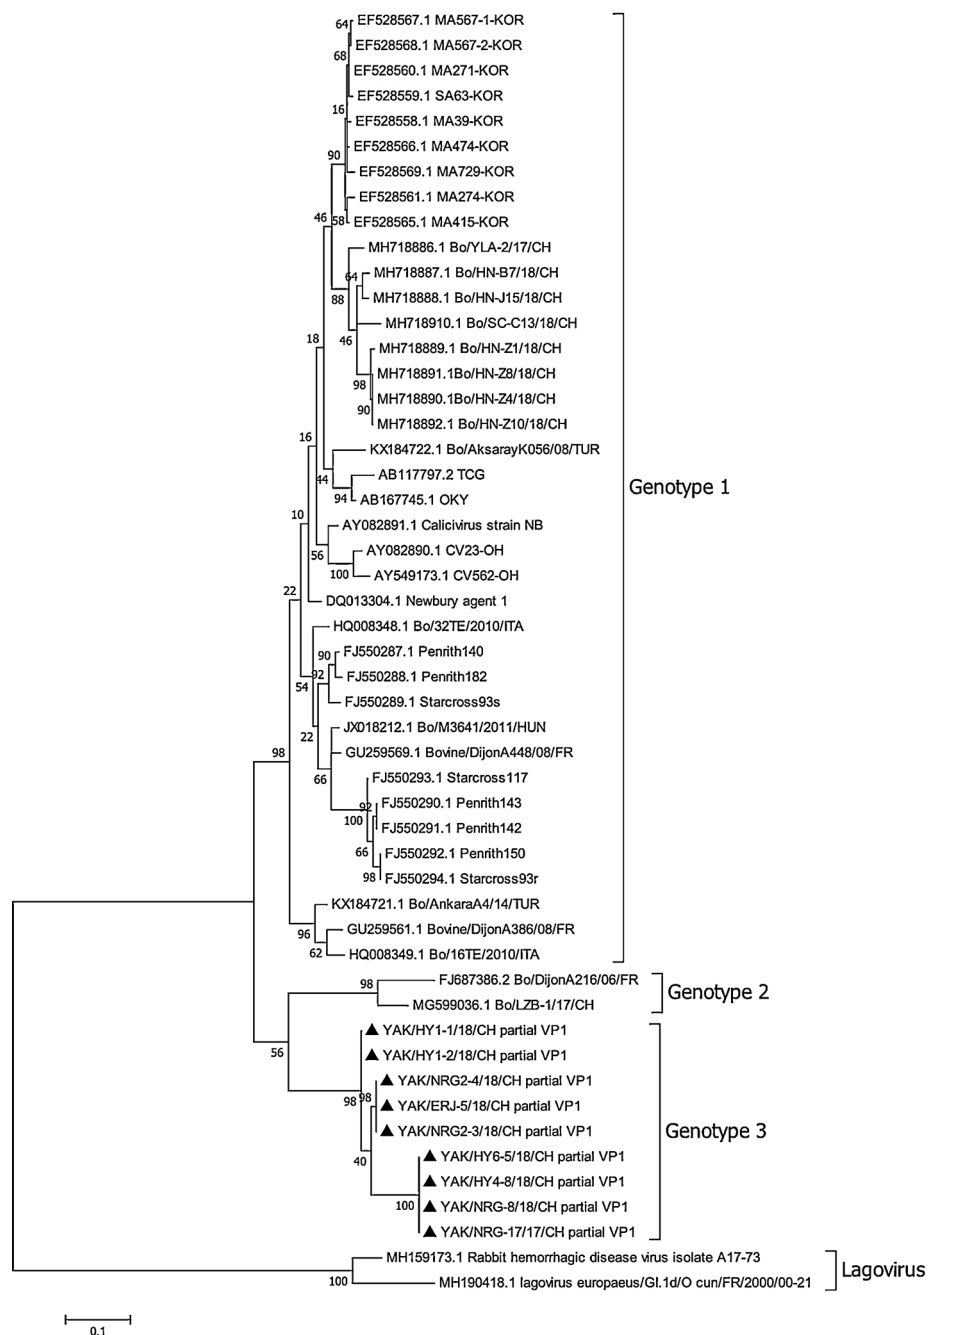 64
EF528567.1 MA567-1-KOR
EF528568.1 MA567-2-KOR
68
EF528560.1 MA271-KOR
EF528559.1 SA63-KOR
16
EF528558.1 MA39-KOR
EF528566.1 MA474-KOR
90
EF528569.1 MA729-KOR
EF528561.1 MA274-KOR
46
58
EF528565.1 MA415-KOR
MH718886.1 Bo/YLA-2/17/CH
64
MH718887.1 Bo/HN-B7/18/CH
88
MH718888.1 Bo/HN-J15/18/CH
MH718910.1 Bo/SC-C13/18/CH
18
46
MH718889.1 Bo/HN-Z1/18/CH
MH718891.1Bo/HN-Z8/18/CH
98
MH718890.1Bo/HN-Z4/18/CH
90
MH718892.1 Bo/HN-Z10/18/CH
16
KX184722.1 Bo/AksarayK056/08/TUR
44
AB117797.2 TCG
Genotype 1
94
AB167745.1 OKY
10
AY082891.1 Calicivirus strain NB
56
AY082890.1 CV23-OH
100
AY549173.1 CV562-OH
22
DQ013304.1 Newbury agent 1
HQ008348.1 Bo/32TE/2010/ITA
90
FJ550287.1 Penrith140
92
FJ550288.1 Penrith182
54
FJ550289.1 Starcross93s
JX018212.1 Bo/M3641/2011/HUN
22
98
GU259569.1 Bovine/DijonA448/08/FR
66
FJ550293.1 Starcross117
92
FJ550290.1 Penrith143
100
FJ550291.1 Penrith142
66
FJ550292.1 Penrith150
98
FJ550294.1 Starcross93r
KX184721.1 Bo/AnkaraA4/14/TUR
96
GU259561.1 Bovine/DijonA386/08/FR
62
HQ008349.1 Bo/16TE/2010/ITA
98
FJ687386.2 Bo/DijonA216/06/FR
Genotype 2
MG599036.1 Bo/LZB-1/17/CH
YAK/HY1-1/18/CH partial VP1
56
YAK/HY1-2/18/CH partial VP1
YAK/NRG2-4/18/CH partial VP1
98
98
YAK/ERJ-5/18/CH partial VP1
YAK/NRG2-3/18/CH partial VP1
Genotype 3
40
YAK/HY6-5/18/CH partial VP1
YAK/HY4-8/18/CH partial VP1
100
YAK/NRG-8/18/CH partial VP1
YAK/NRG-17/17/CH partial VP1
MH159173.1 Rabbit hemorrhagic disease virus isolate A17-73
Lagovirus
100
MH190418.1 lagovirus europaeus/GI.1d/O cun/FR/2000/00-21
0.1